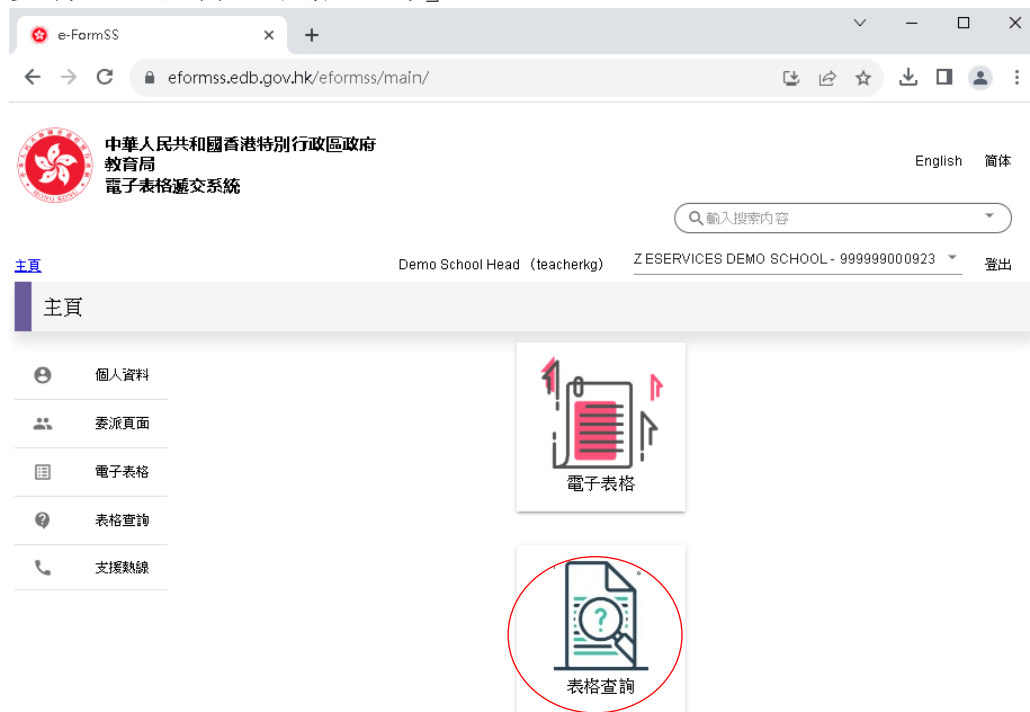 e-FormSS
eformss.edb.gov.hk/eformss/main/
中華人民共和國香港特別行政區政府
教育局
電子表格遞交系統
English 简体
輸入搜索内容
主頁 Demo School Head （teacherkg） Z ESERVICES DEMO SCHOOL - 999999000923 登出
主頁
個人資料
委派頁面
電子表格
表格查詢
支援熱線
電子表格
?
表格查詢